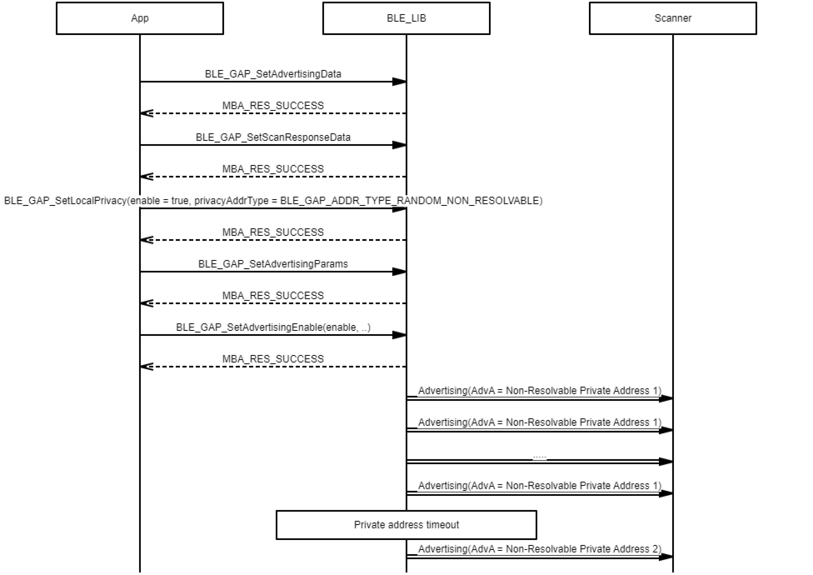 App
BLE_LIB
Scanner
BLE_GAP_SetAdvertisingData
MBA_RES_SUCCESS
BLE_GAP_SetScanResponseData
MBA_RES_SUCCESS
BLE_GAP_SetLocalPrivacy(enable = true, privacyAddrType = BLE_GAP_ADDR_TYPE_RANDOM_NON_RESOLVABLE)
MBA_RES_SUCCESS
BLE_GAP_SetAdvertisingParams
MBA_RES_SUCCESS
BLE_GAP_SetAdvertisingEnable(enable, ..)
MBA_RES_SUCCESS
Advertising(AdvA = Non-Resolvable Private Address 1)
Advertising(AdvA = Non-Resolvable Private Address 1)
.....
Advertising(AdvA = Non-Resolvable Private Address 1)
Private address timeout
Advertising(AdvA = Non-Resolvable Private Address 2)